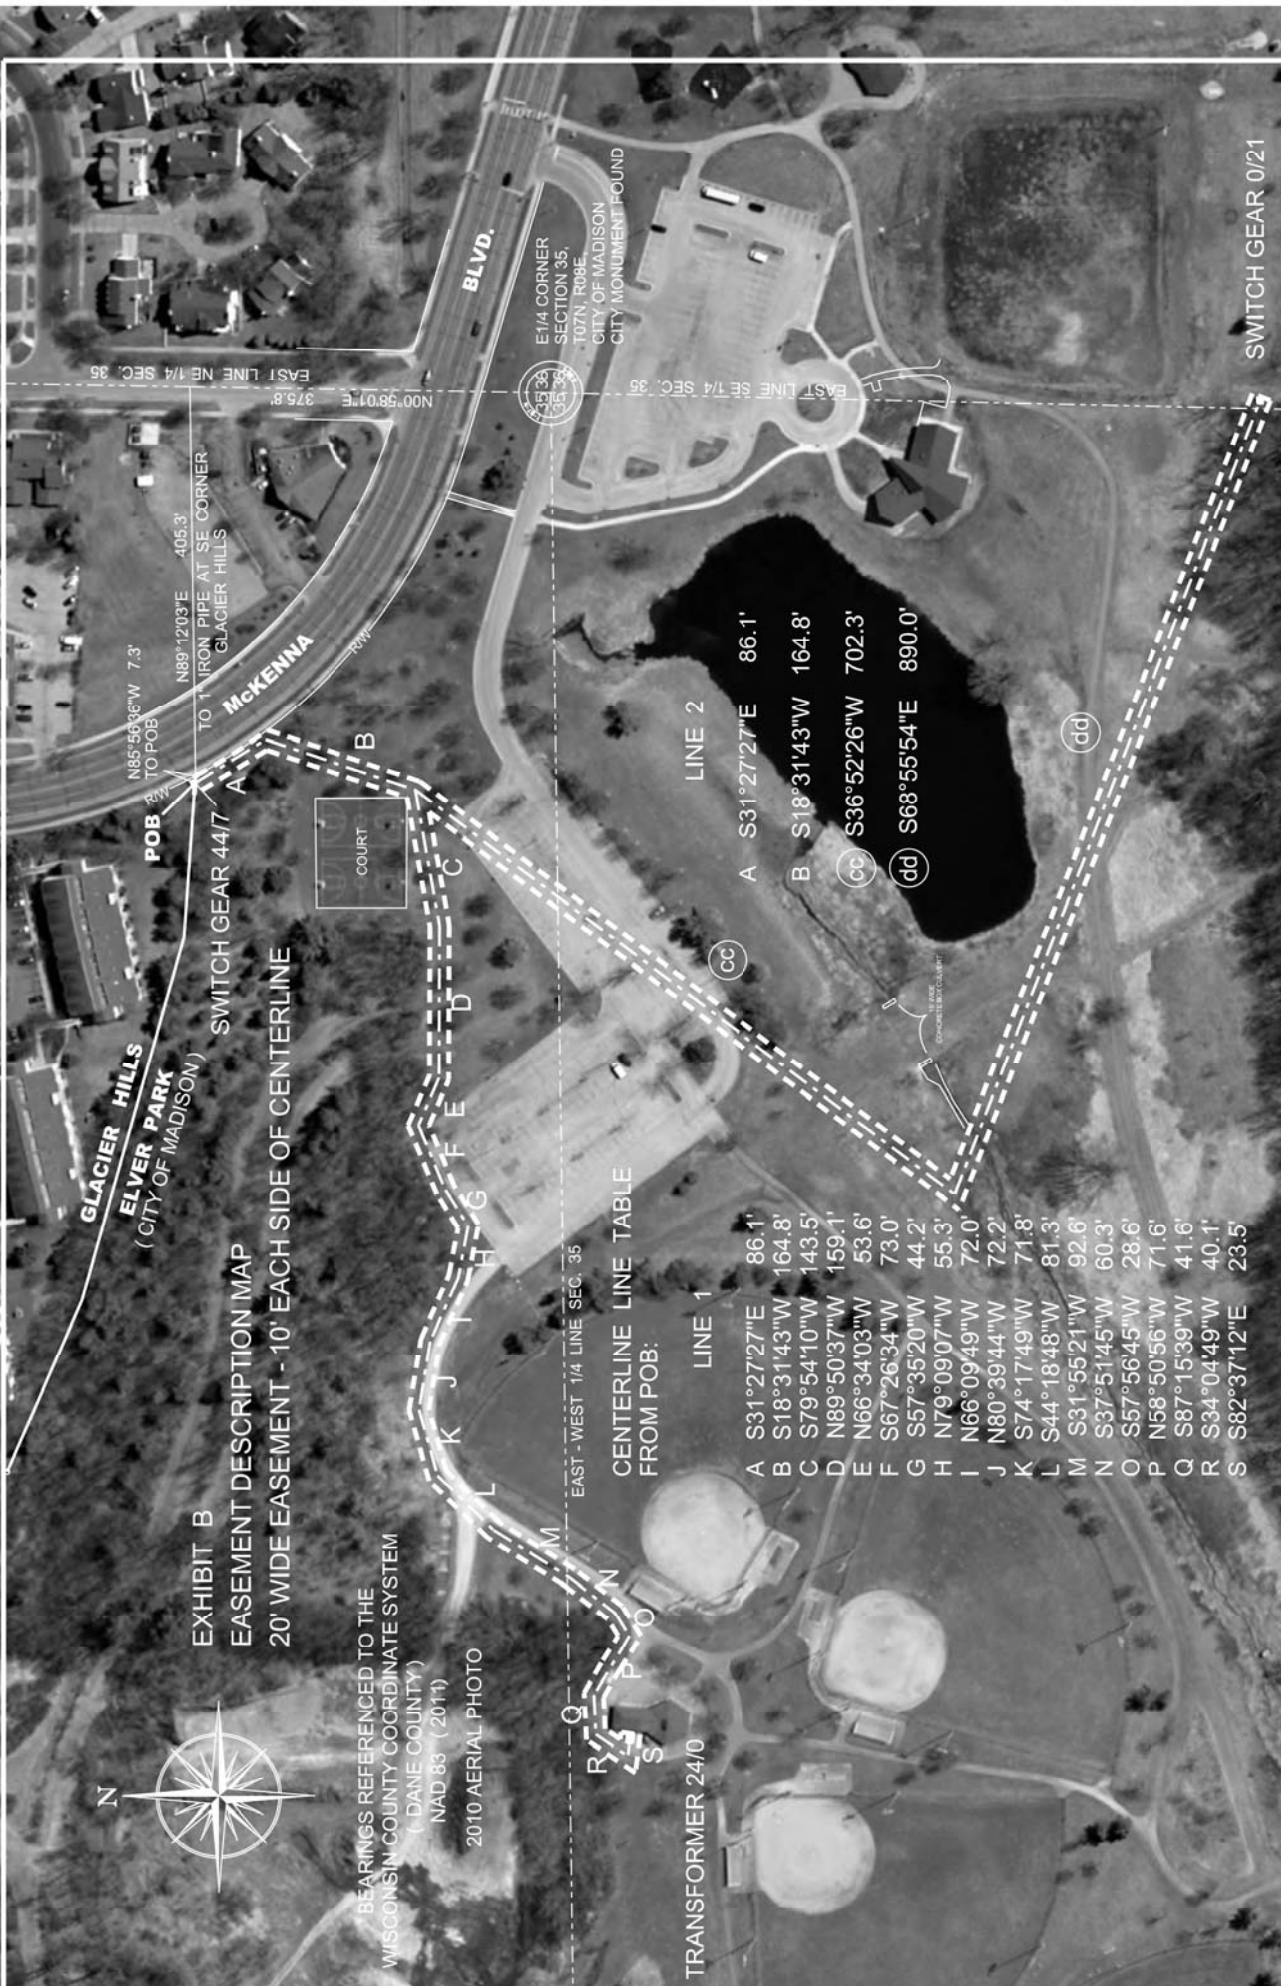 EXHIBIT B
EASEMENT DESCRIPTION MAP
20' WIDE EASEMENT - 10' EACH SIDE OF CENTERLINE
N
BEARINGS REFERENCED TO THE
WISCONSIN COUNTY COORDINATE SYSTEM
( DANE COUNTY )
NAD 83 ( 2011)
2010 AERIAL PHOTO
GLACIER HILLS
ELVER PARK
( CITY OF MADISON )
SWITCH GEAR 44/7
POB
R/W
N85°56'36"W 7.3'
TO POB
N89°12'03"E 405.3'
TO 1" IRON PIPE AT SE CORNER
GLACIER HILLS
McKENNA
BLVD.
R/W
EAST LINE NE 1/4 SEC. 35
375.8'
N00°58'01"E
35 36
35 36
E1/4 CORNER
SECTION 35,
T07N, R08E,
CITY OF MADISON
CITY MONUMENT FOUND
EAST LINE SE 1/4 SEC. 35
COURT
A
B
C
D
E
F
G
H
I
J
K
L
M
N
O
P
Q
R
S
cc
dd
EAST - WEST 1/4 LINE SEC. 35
CONCRETE BOX CULVERT
TRANSFORMER 24/0
SWITCH GEAR 0/21
CENTERLINE LINE TABLE
FROM POB:
LINE 1
A S31°27'27"E 86.1'
B S18°31'43"W 164.8'
C S79°54'10"W 143.5'
D N89°50'37"W 159.1'
E N66°34'03"W 53.6'
F S67°26'34"W 73.0'
G S57°35'20"W 44.2'
H N79°09'07"W 55.3'
I N66°09'49"W 72.0'
J N80°39'44"W 72.2'
K S74°17'49"W 71.8'
L S44°18'48"W 81.3'
M S31°55'21"W 92.6'
N S37°51'45"W 60.3'
O S57°56'45"W 28.6'
P N58°50'56"W 71.6'
Q S87°15'39"W 41.6'
R S34°04'49"W 40.1'
S S82°37'12"E 23.5'
LINE 2
A S31°27'27"E 86.1'
B S18°31'43"W 164.8'
cc S36°52'26"W 702.3'
dd S68°55'54"E 890.0'